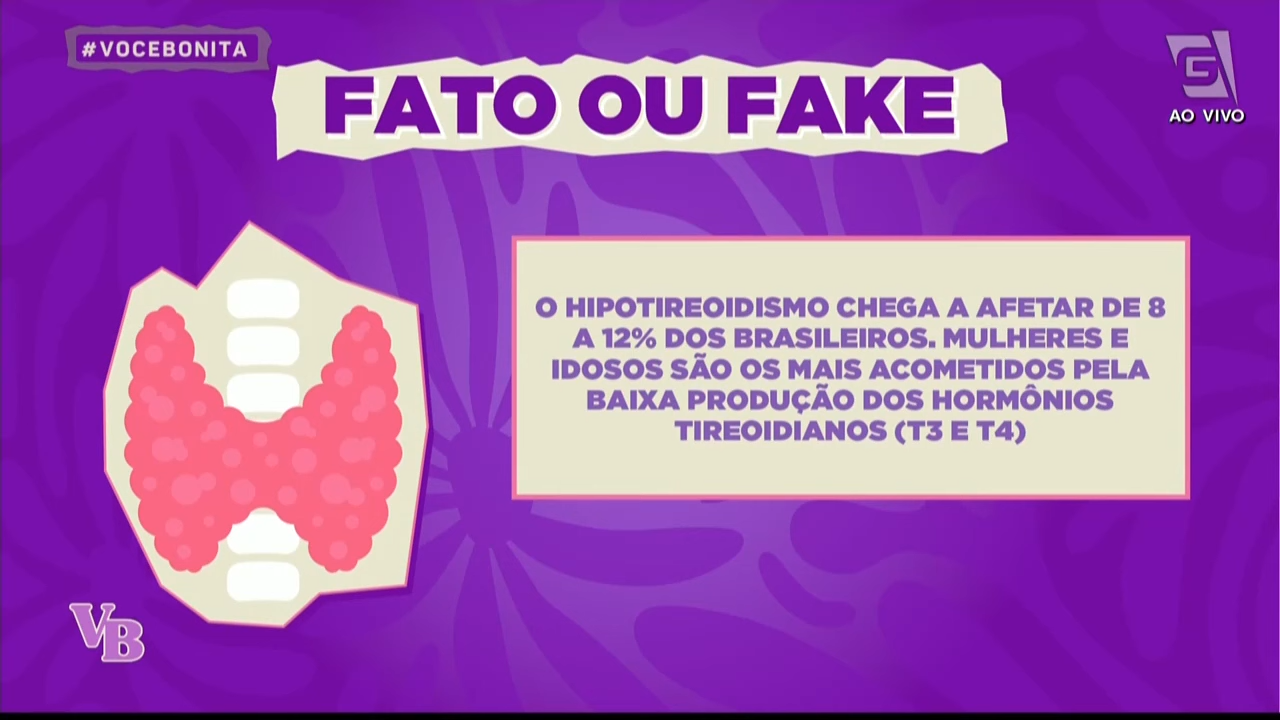 #VOCEBONITA
FATO OU FAKE
AO VIVO
O HIPOTIREOIDISMO CHEGA A AFETAR DE 8
A 12% DOS BRASILEIROS. MULHERES E
IDOSOS SÃO OS MAIS ACOMETIDOS PELA
BAIXA PRODUÇÃO DOS HORMÔNIOS
TIREOIDIANOS (T3 E T4)
VB